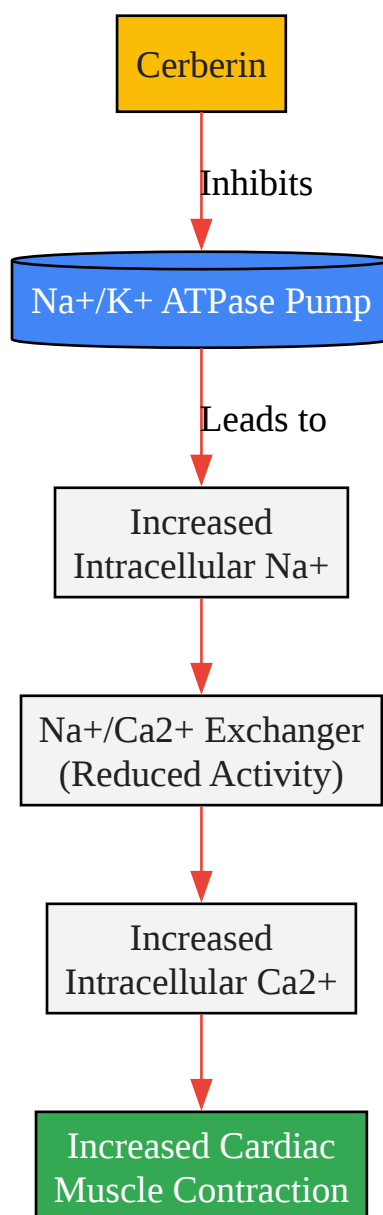 Cerberin
Inhibits
Na+/K+ ATPase Pump
Leads to
Increased
Intracellular Na+
Na+/Ca2+ Exchanger
(Reduced Activity)
Increased
Intracellular Ca2+
Increased Cardiac
Muscle Contraction